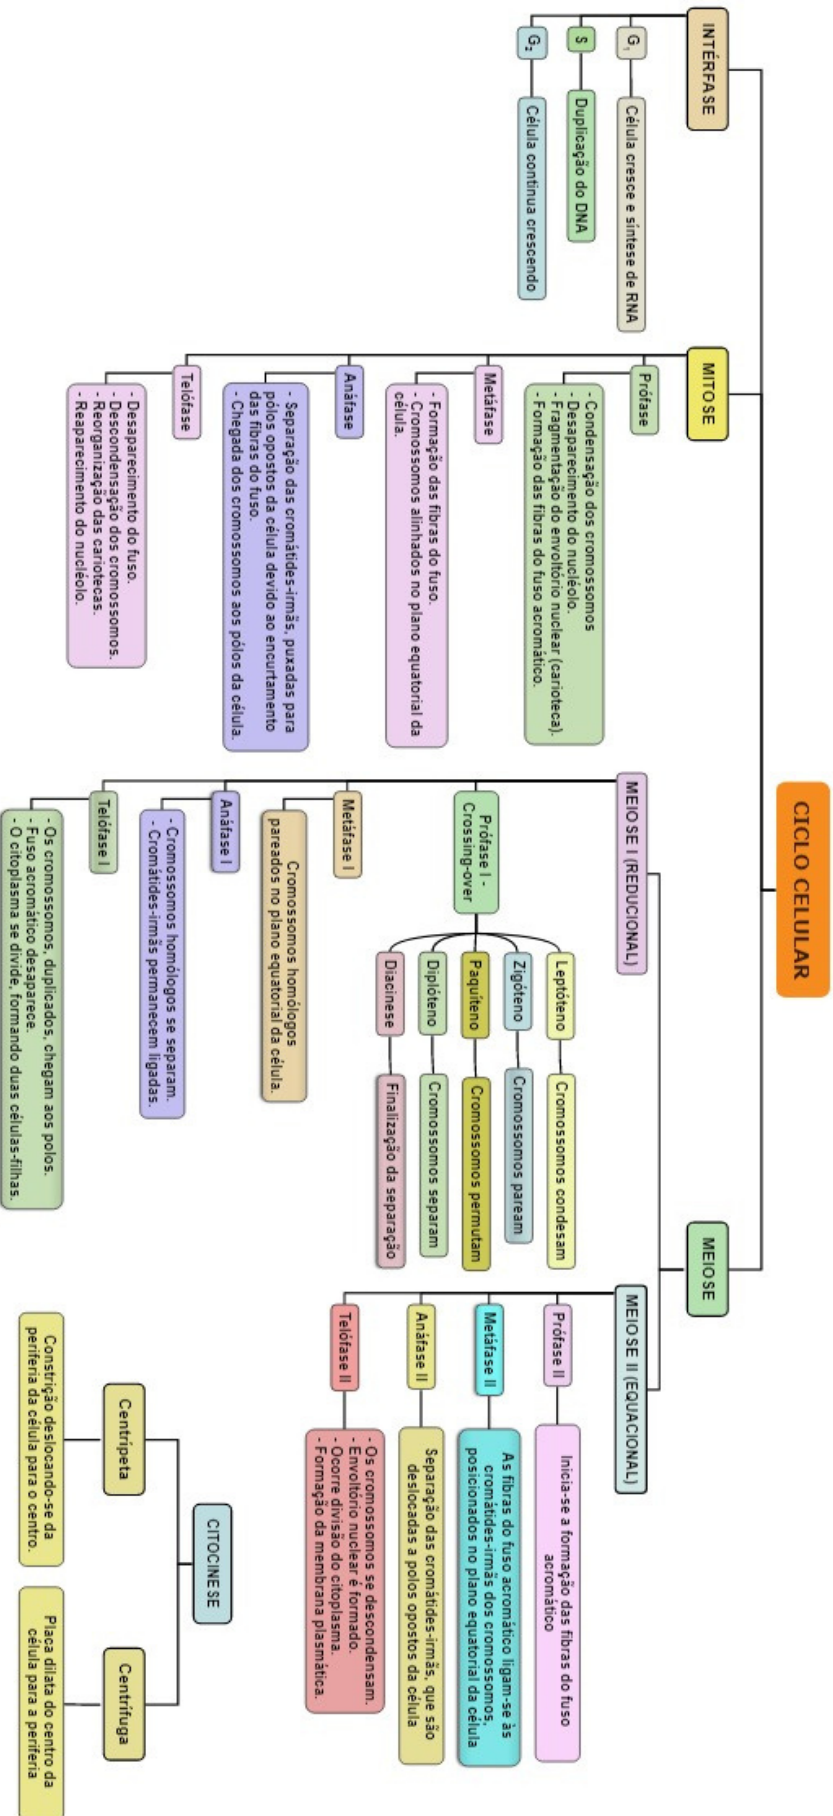 CICLO CELULAR
INTÉRFASE
G₁
Célula cresce e síntese de RNA
S
Duplicação do DNA
G₂
Célula continua crescendo
MITOSE
Prófase
- Condensação dos cromossomos
- Desaparecimento do nucléolo.
- Fragmentação do envoltório nuclear (carioteca).
- Formação das fibras do fuso acromático.
Metáfase
- Formação das fibras do fuso.
- Cromossomos alinhados no plano equatorial da
célula.
Anáfase
- Separação das cromátides-irmãs, puxadas para
pólos opostos da célula devido ao encurtamento
das fibras do fuso.
- Chegada dos cromossomos aos pólos da célula.
Telófase
- Desaparecimento do fuso.
- Descondensação dos cromossomos.
- Reorganização das cariotecas.
- Reaparecimento do nucléolo.
MEIOSE
MEIOSE I (REDUCIONAL)
Prófase I -
Crossing-over
Leptóteno
Cromossomos condesam
Zigóteno
Cromossomos paream
Paquíteno
Cromossomos permutam
Diplóteno
Cromossomos separam
Diacinese
Finalização da separação
Metáfase I
Cromossomos homólogos
pareados no plano equatorial da célula.
Anáfase I
- Cromossomos homólogos se separam.
- Cromátides-irmãs permanecem ligadas.
Telófase I
- Os cromossomos, duplicados, chegam aos polos.
- Fuso acromático desaparece.
- O citoplasma se divide, formando duas células-filhas.
MEIOSE II (EQUACIONAL)
Prófase II
Inicia-se a formação das fibras do fuso
acromático
Metáfase II
As fibras do fuso acromático ligam-se às
cromátides-irmãs dos cromossomos,
posicionados no plano equatorial da célula
Anáfase II
Separação das cromátides-irmãs, que são
deslocadas a polos opostos da célula
Telófase II
- Os cromossomos se descondensam.
- Envoltório nuclear é formado.
- Ocorre divisão do citoplasma.
- Formação da membrana plasmática.
CITOCINESE
Centrípeta
Constrição deslocando-se da
periferia da célula para o centro.
Centrífuga
Placa dilata do centro da
célula para a periferia